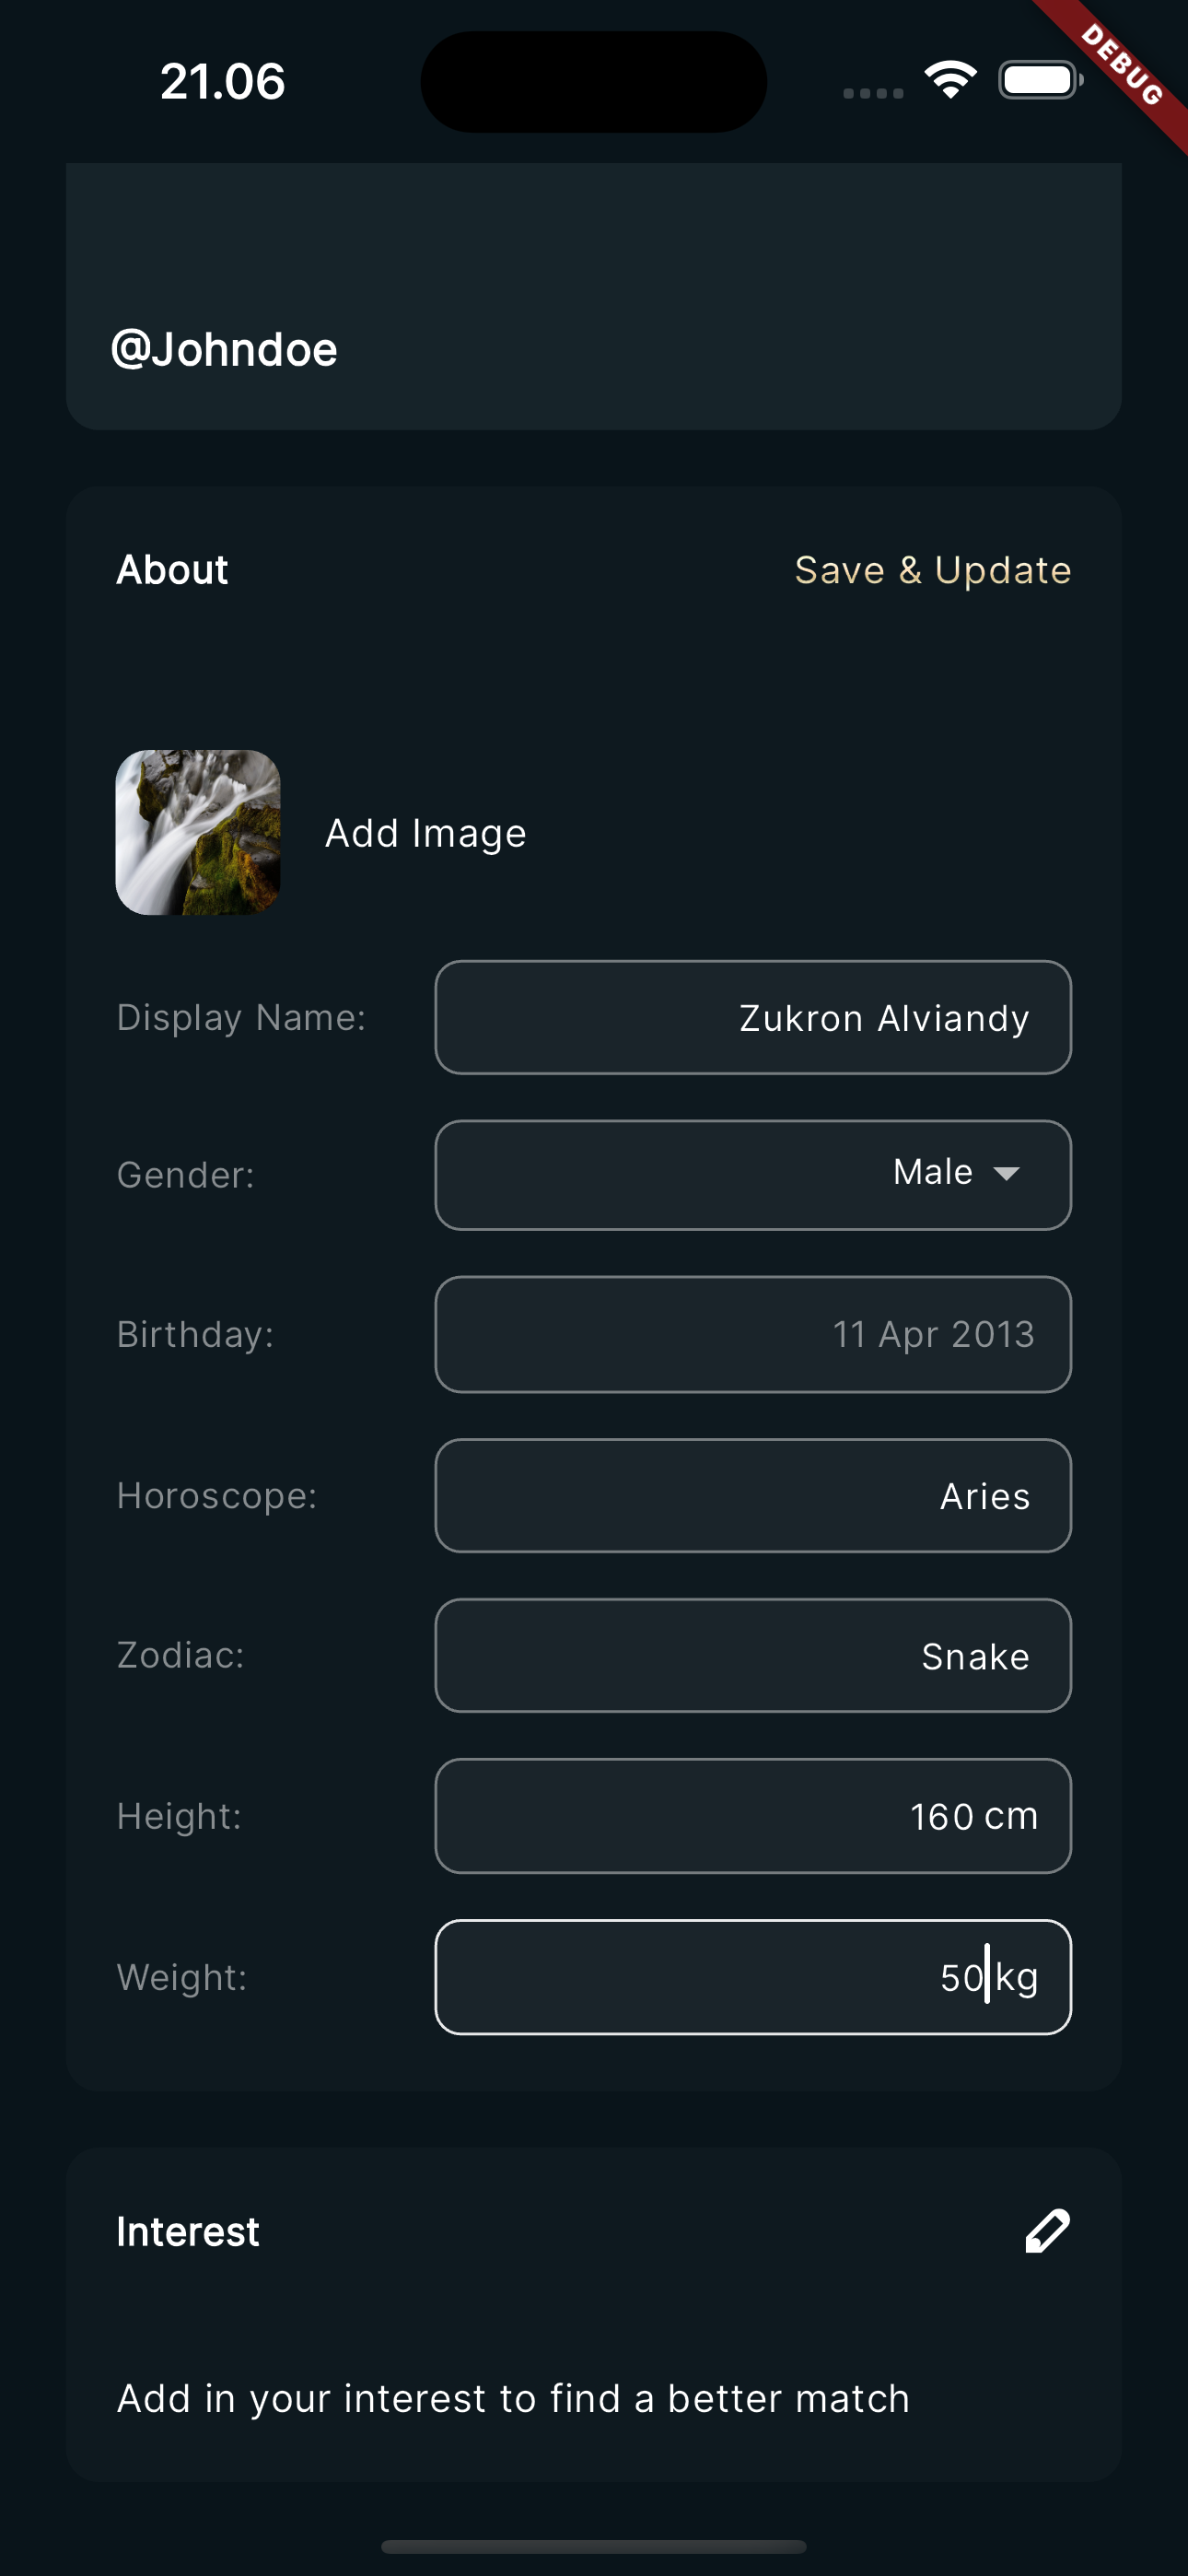 21.06
DEBUG
@Johndoe
About
Save & Update
Add Image
Display Name: Zukron Alviandy
Gender: Male
Birthday: 11 Apr 2013
Horoscope: Aries
Zodiac: Snake
Height: 160 cm
Weight: 50 kg
Interest
Add in your interest to find a better match